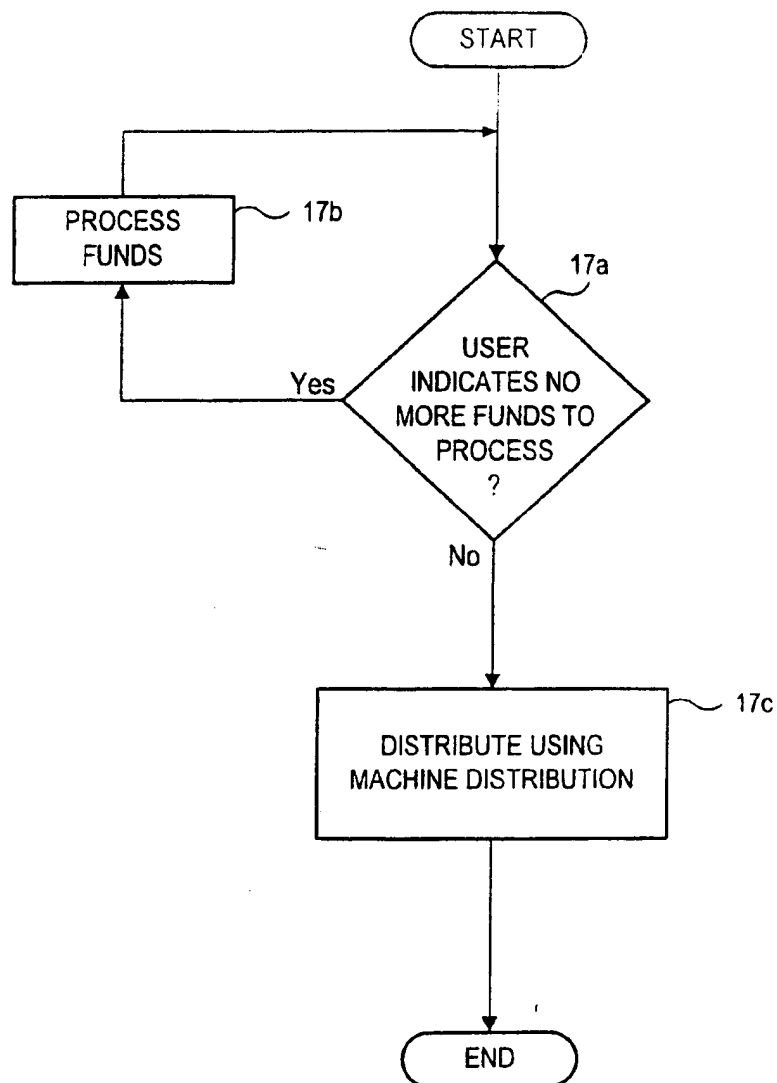 START
PROCESS
FUNDS
17b
17a
USER
INDICATES NO
MORE FUNDS TO
PROCESS
?
Yes
No
17c
DISTRIBUTE USING
MACHINE DISTRIBUTION
END